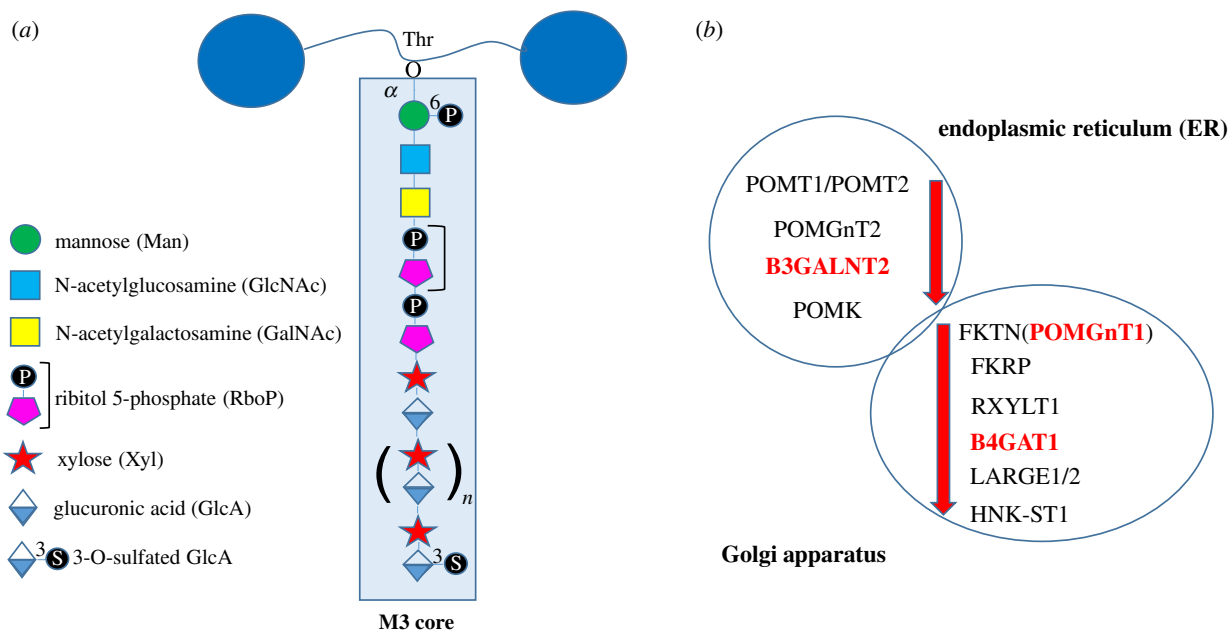 (a)
Thr
O
α
6
P
P
P
( )n
3
S
M3 core
mannose (Man)
N-acetylglucosamine (GlcNAc)
N-acetylgalactosamine (GalNAc)
P
ribitol 5-phosphate (RboP)
xylose (Xyl)
glucuronic acid (GlcA)
3
S
3-O-sulfated GlcA
(b)
endoplasmic reticulum (ER)
POMT1/POMT2
POMGnT2
B3GALNT2
POMK
FKTN(POMGnT1)
FKRP
RXYLT1
B4GAT1
LARGE1/2
HNK-ST1
Golgi apparatus